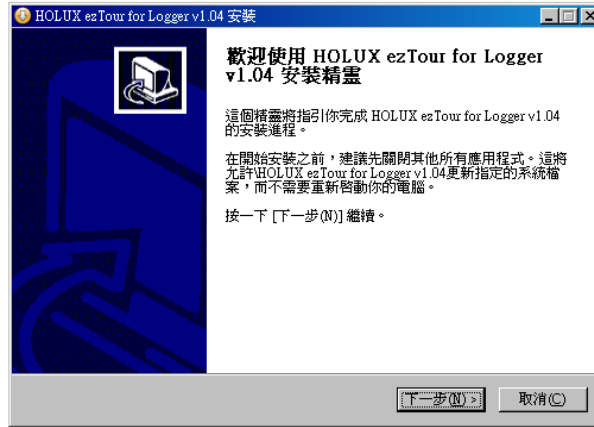 HOLUX ezTour for Logger v1.04 安裝
歡迎使用 HOLUX ezTour for Logger
v1.04 安裝精靈
這個精靈將指引你完成 HOLUX ezTour for Logger v1.04
的安裝進程。
在開始安裝之前，建議先關閉其他所有應用程式。這將
允許\HOLUX ezTour for Logger v1.04更新指定的系統檔
案，而不需要重新啓動你的電腦。
按一下 [下一步(N)] 繼續。
下一步(N) >
取消(C)